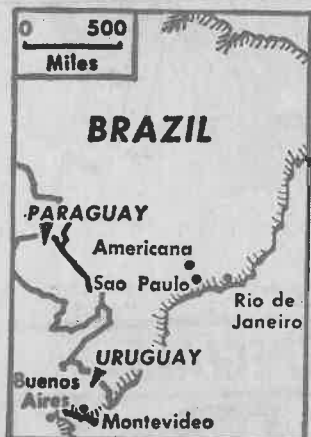 0 500
Miles
BRAZIL
PARAGUAY
Americana
Sao Paulo
Rio de
Janeiro
URUGUAY
Buenos
Aires
Montevideo